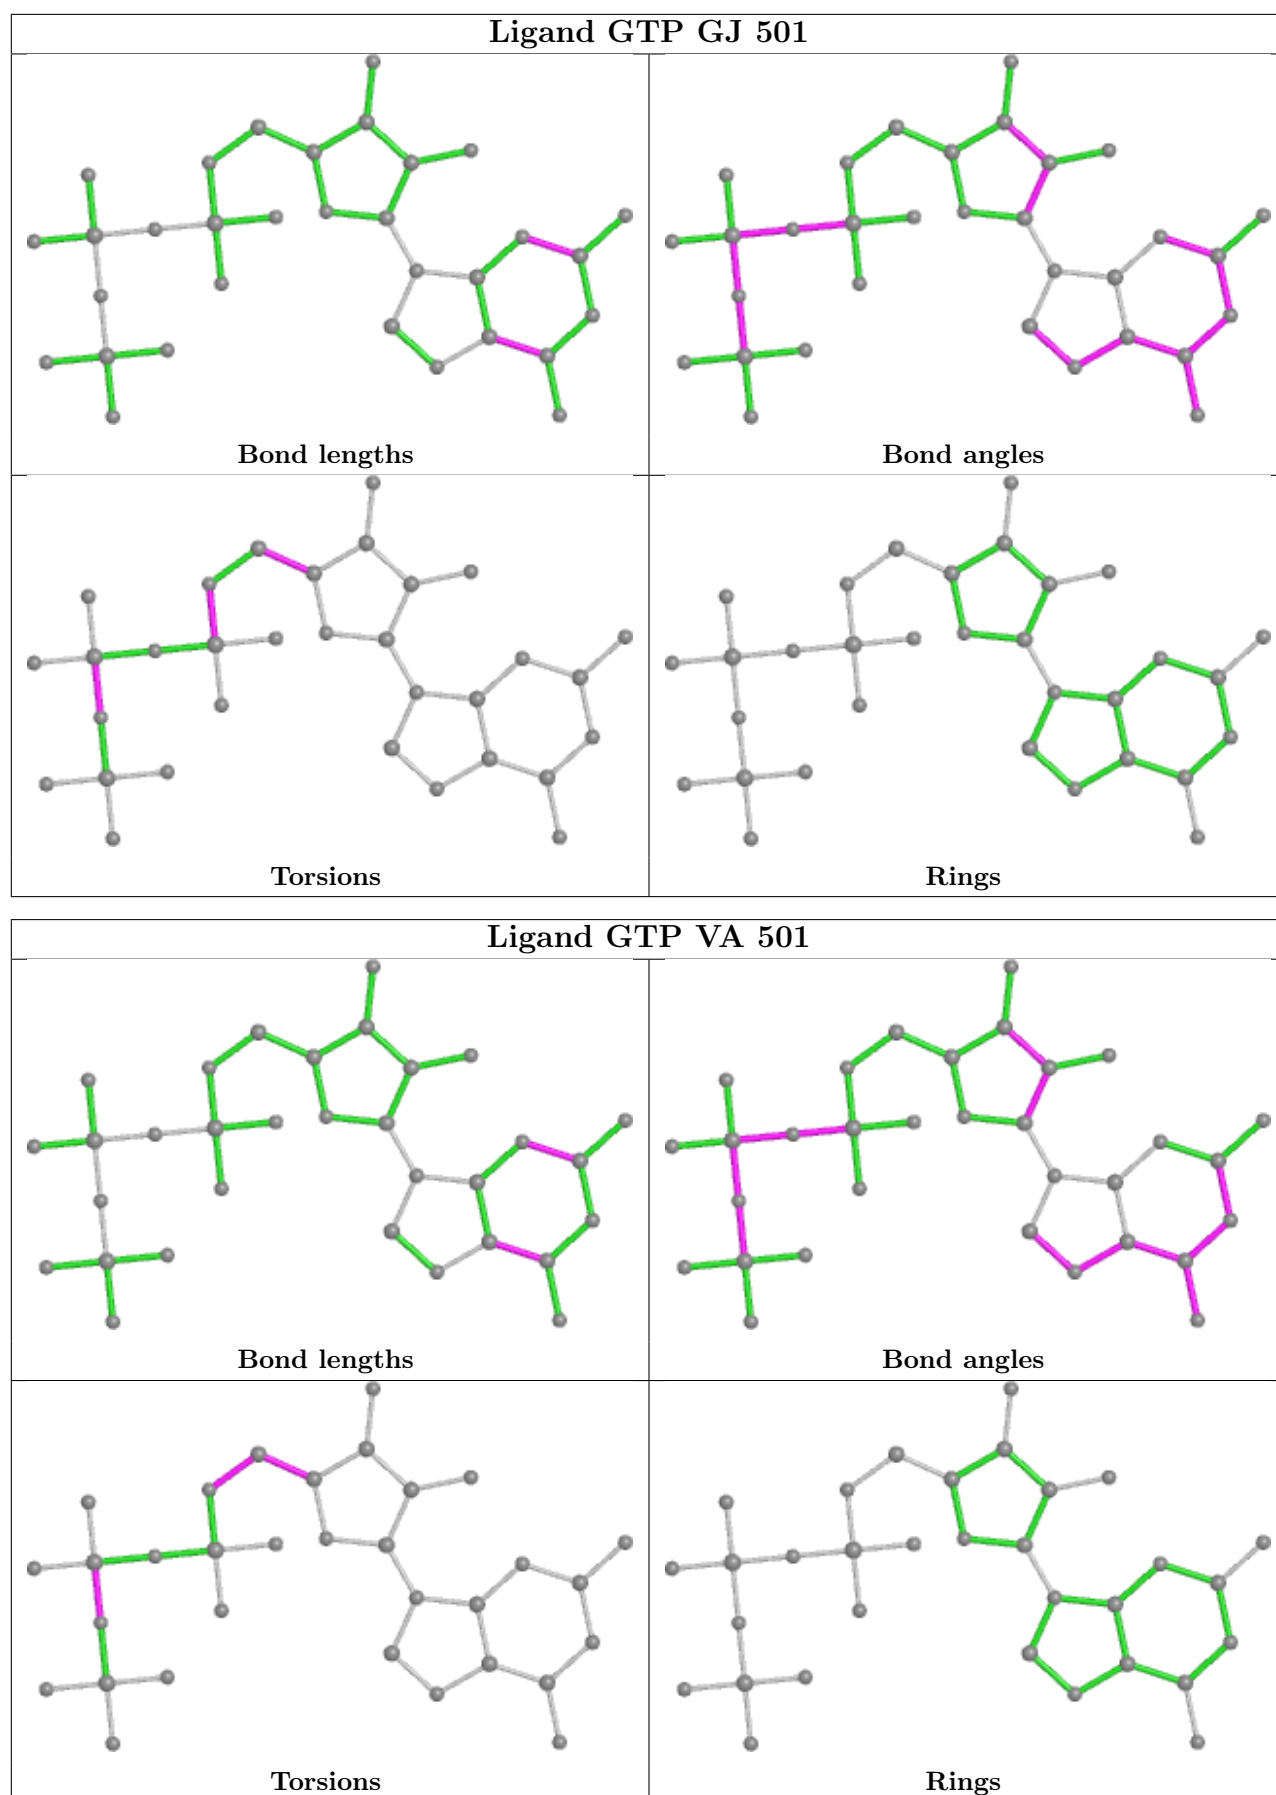 Ligand GTP GJ 501
Bond lengths
Bond angles
Torsions
Rings
Ligand GTP VA 501
Bond lengths
Bond angles
Torsions
Rings